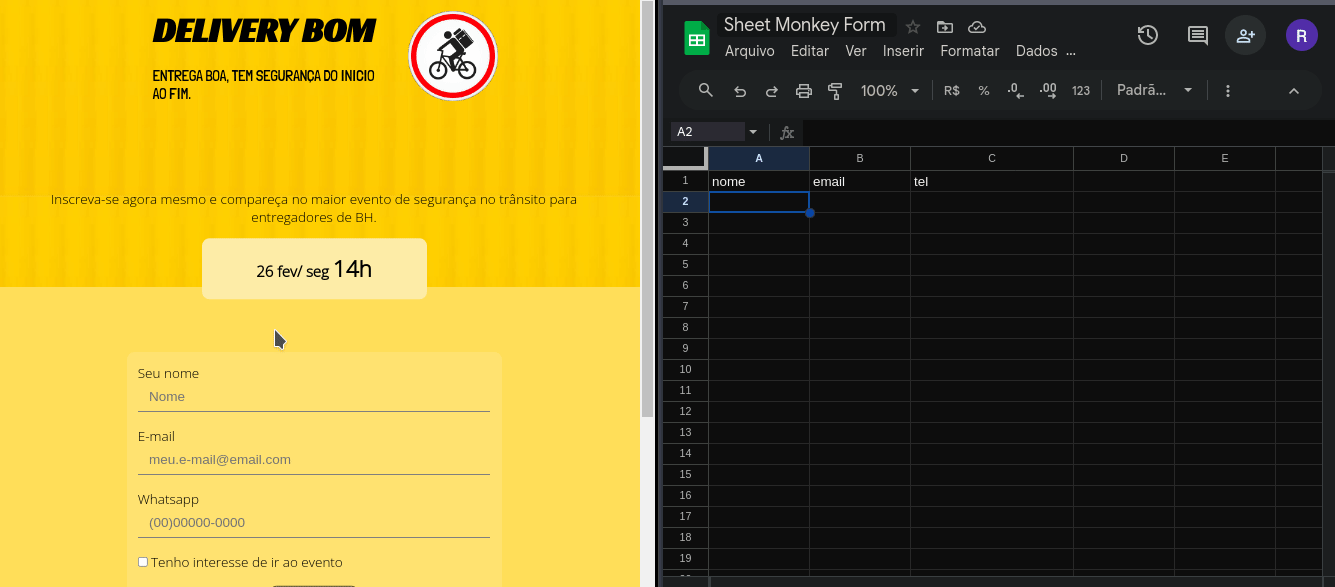 DELIVERY BOM
ENTREGA BOA, TEM SEGURANÇA DO INICIO
AO FIM.
Inscreva-se agora mesmo e compareça no maior evento de segurança no trânsito para
entregadores de BH.
26 fev/ seg 14h
Seu nome
Nome
E-mail
meu.e-mail@email.com
Whatsapp
(00)00000-0000
Tenho interesse de ir ao evento
Sheet Monkey Form
R
Arquivo Editar Ver Inserir Formatar Dados ...
100% R$ % .0 .00 123 Padrã...
A2 fx
A B C D E
1 nome email tel
2
3
4
5
6
7
8
9
10
11
12
13
14
15
16
17
18
19